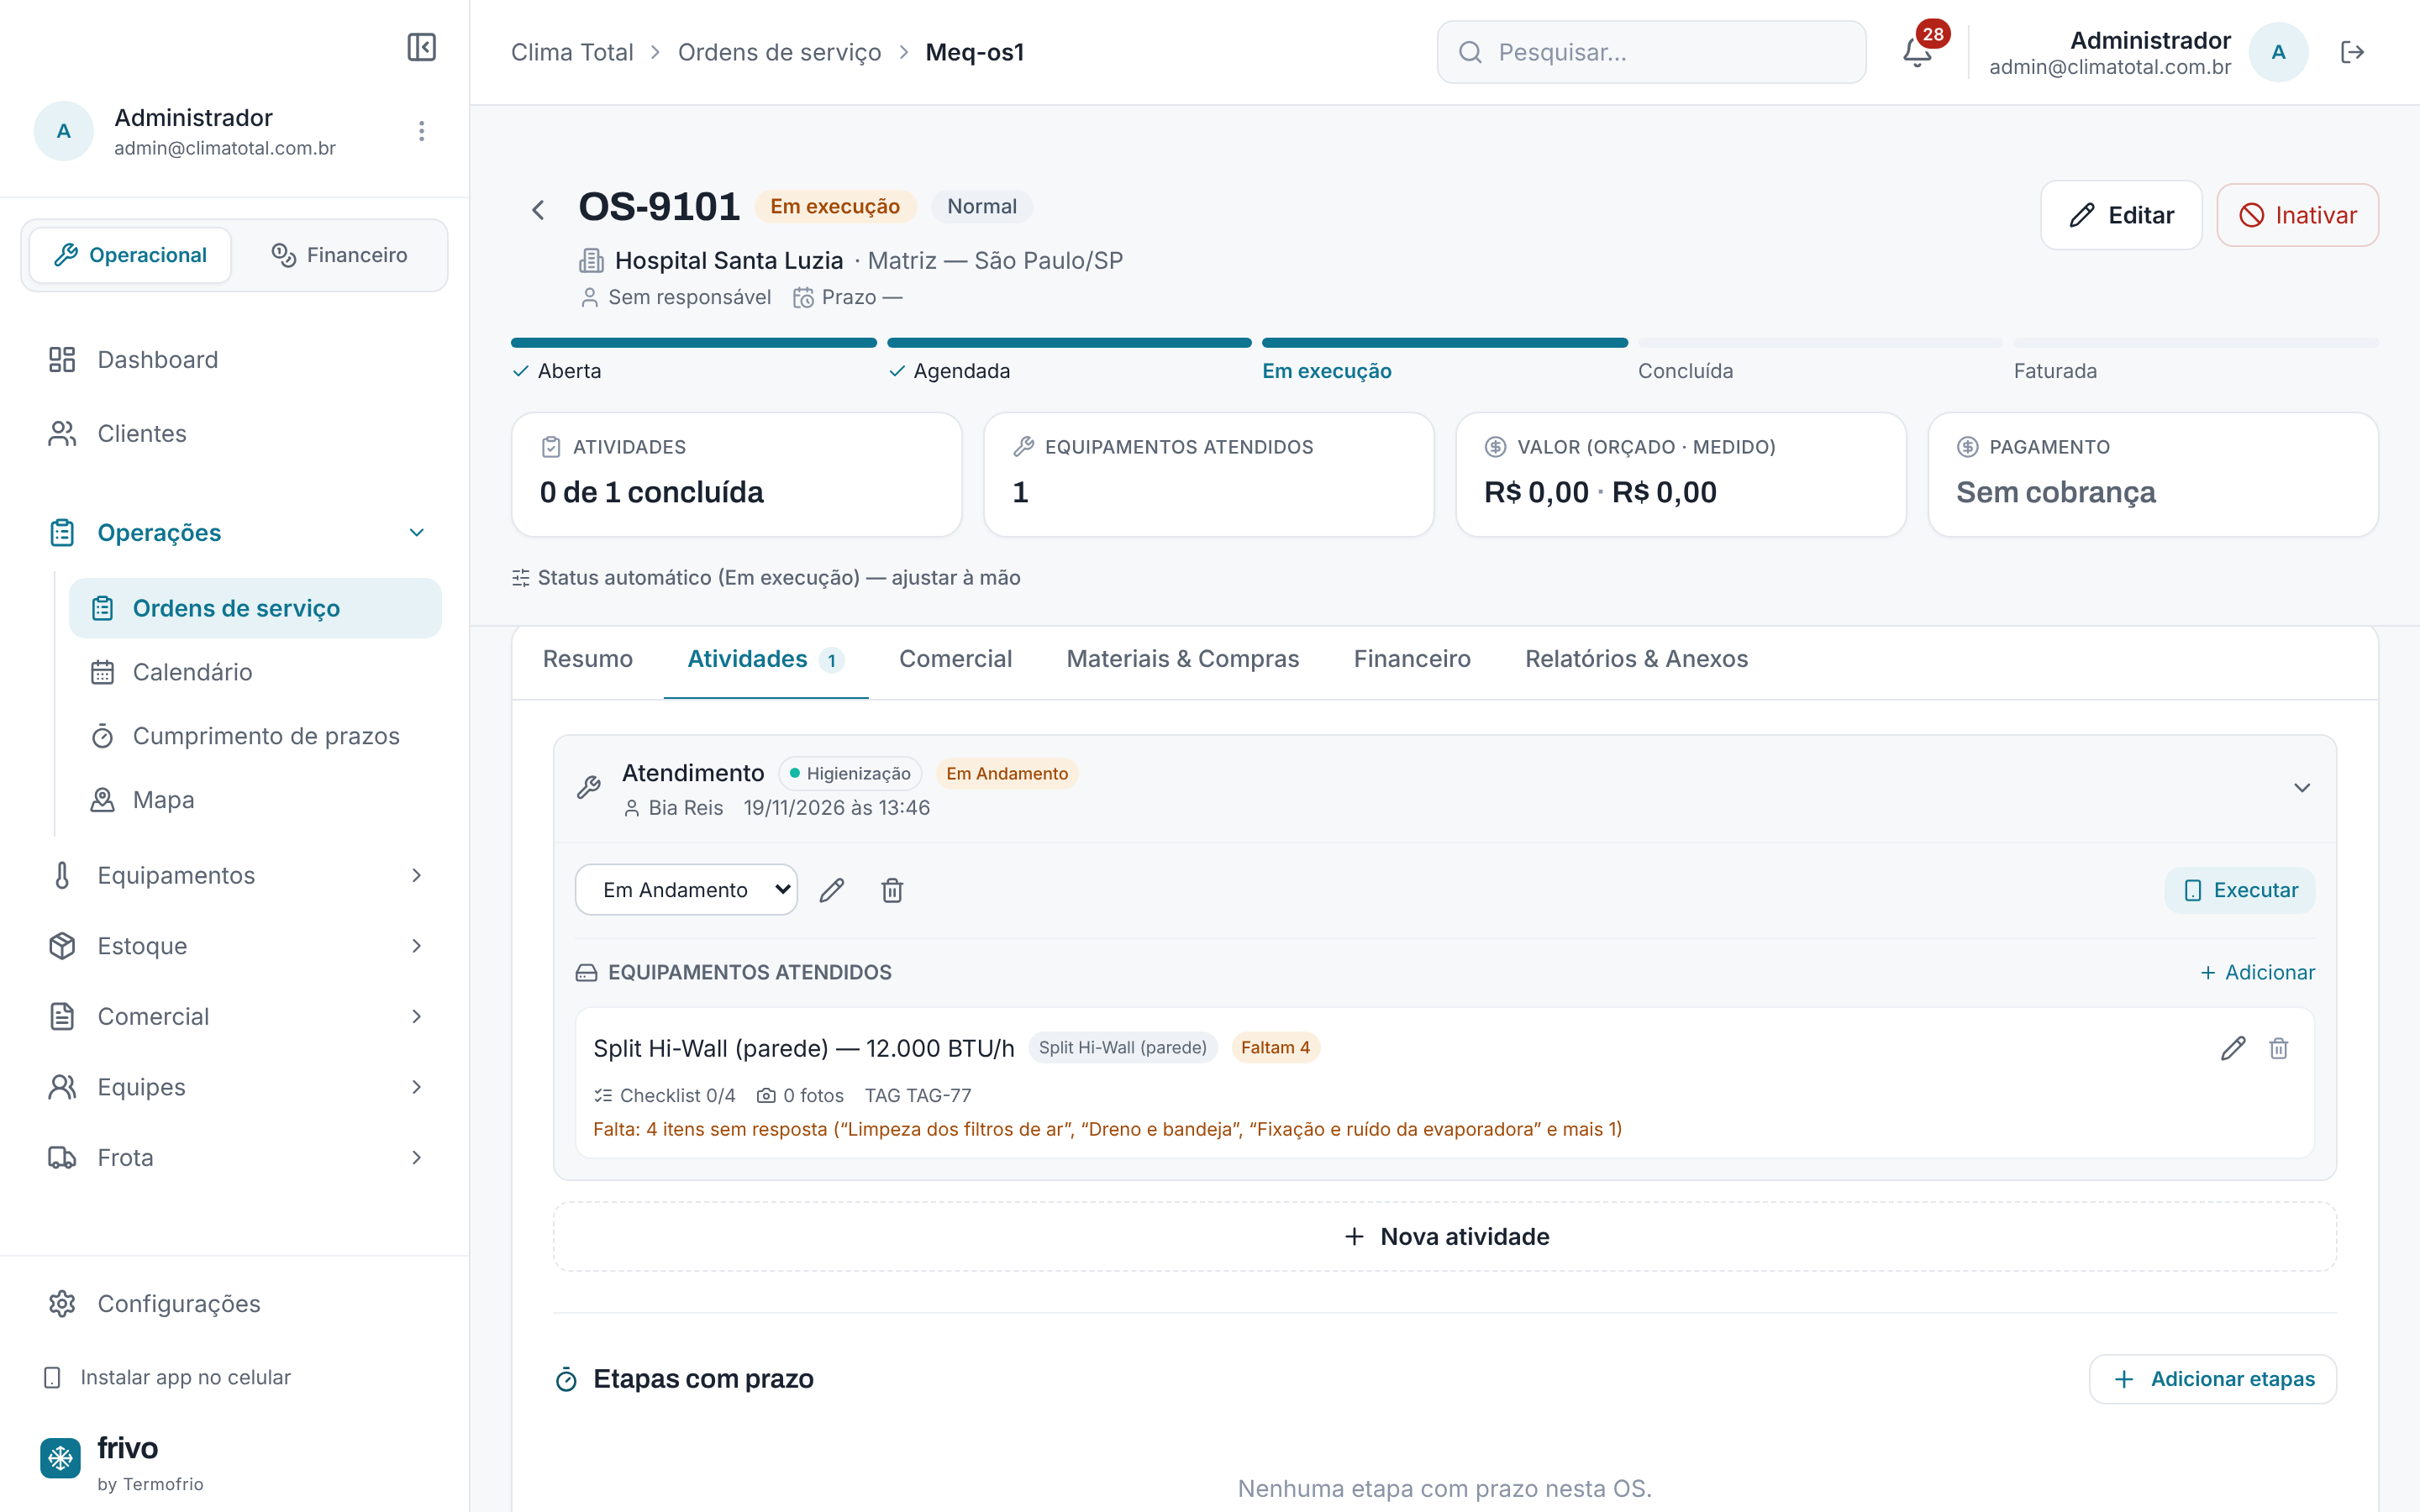 Clima Total > Ordens de serviço > Meq-os1
Pesquisar...
28
Administrador
admin@climatotal.com.br
A
A
Administrador
admin@climatotal.com.br
Operacional
Financeiro
Dashboard
Clientes
Operações
Ordens de serviço
Calendário
Cumprimento de prazos
Mapa
Equipamentos
Estoque
Comercial
Equipes
Frota
Configurações
Instalar app no celular
frivo
by Termofrio
OS-9101 Em execução Normal
Editar
Inativar
Hospital Santa Luzia · Matriz — São Paulo/SP
Sem responsável Prazo —
Aberta
Agendada
Em execução
Concluída
Faturada
ATIVIDADES
0 de 1 concluída
EQUIPAMENTOS ATENDIDOS
1
VALOR (ORÇADO · MEDIDO)
R$ 0,00 · R$ 0,00
PAGAMENTO
Sem cobrança
Status automático (Em execução) — ajustar à mão
Resumo
Atividades 1
Comercial
Materiais & Compras
Financeiro
Relatórios & Anexos
Atendimento Higienização Em Andamento
Bia Reis 19/11/2026 às 13:46
Em Andamento
Executar
EQUIPAMENTOS ATENDIDOS
+ Adicionar
Split Hi-Wall (parede) — 12.000 BTU/h Split Hi-Wall (parede) Faltam 4
Checklist 0/4 0 fotos TAG TAG-77
Falta: 4 itens sem resposta (“Limpeza dos filtros de ar”, “Dreno e bandeja”, “Fixação e ruído da evaporadora” e mais 1)
+ Nova atividade
Etapas com prazo
+ Adicionar etapas
Nenhuma etapa com prazo nesta OS.